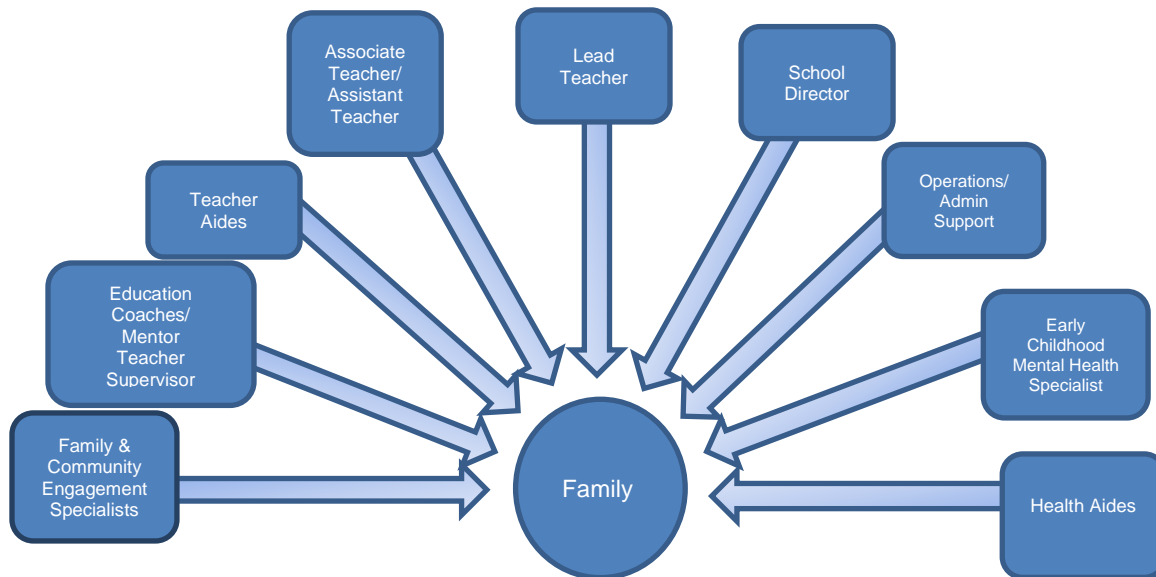 Associate
Teacher/
Assistant
Teacher
Lead
Teacher
School
Director
Teacher
Aides
Operations/
Admin
Support
Education
Coaches/
Mentor
Teacher
Supervisor
Early
Childhood
Mental Health
Specialist
Family &
Community
Engagement
Specialists
Family
Health Aides